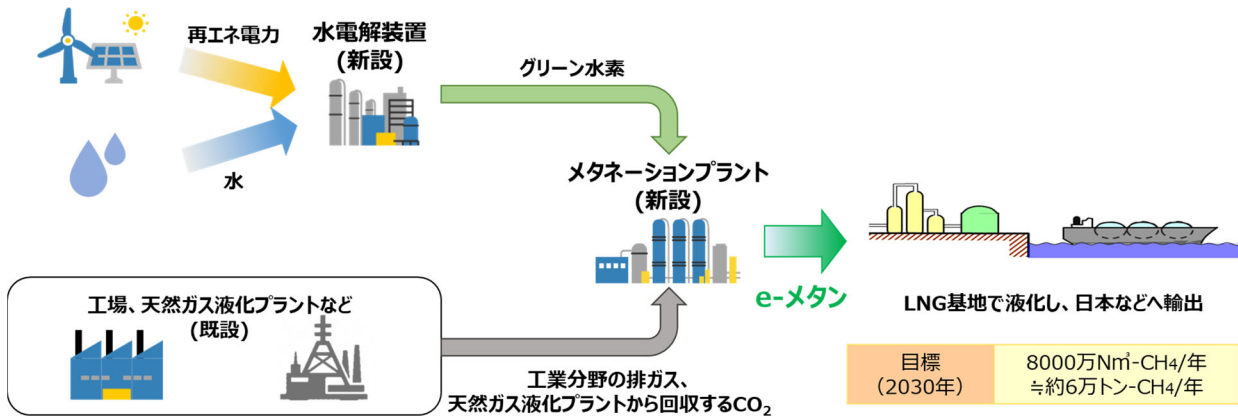 再エネ電力
水電解装置
(新設)
グリーン水素
水
メタネーションプラント
(新設)
e-メタン
LNG基地で液化し、日本などへ輸出
工場、天然ガス液化プラントなど
(既設)
工業分野の排ガス、
天然ガス液化プラントから回収するCO₂
目標
(2030年)
8000万N㎥-CH4/年
≒約6万トン-CH4/年